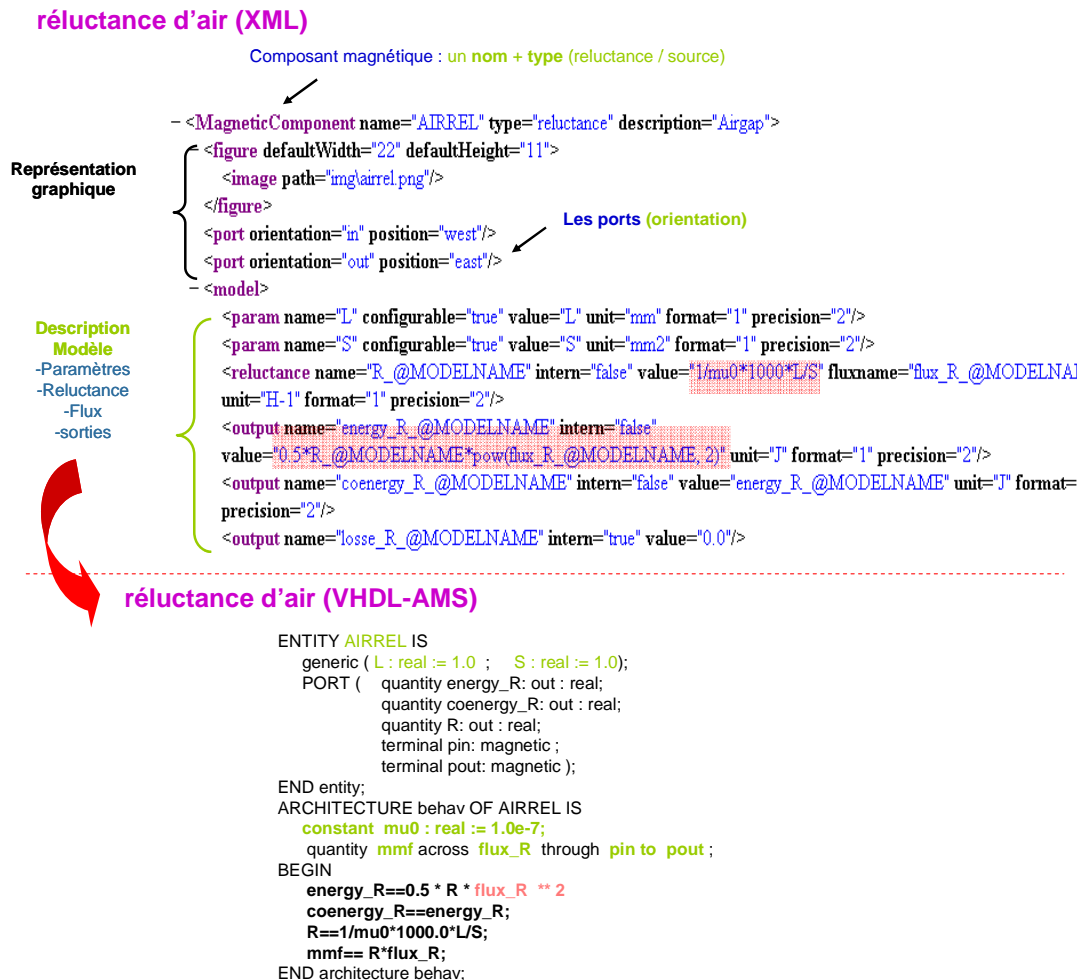 réluctance d'air (XML)
Composant magnétique : un nom + type (reluctance / source)
– <MagneticComponent name="AIRREL" type="reluctance" description="Airgap">
Représentation
graphique
– <figure defaultWidth="22" defaultHeight="11">
<image path="img\airrel.png"/>
</figure>
Les ports (orientation)
<port orientation="in" position="west"/>
<port orientation="out" position="east"/>
– <model>
Description
Modèle
-Paramètres
-Reluctance
-Flux
-sorties
<param name="L" configurable="true" value="L" unit="mm" format="1" precision="2"/>
<param name="S" configurable="true" value="S" unit="mm2" format="1" precision="2"/>
<reluctance name="R_@MODELNAME" intern="false" value="1/mu0*1000*L/S" fluxname="flux_R_@MODELNA
unit="H-1" format="1" precision="2"/>
<output name="energy_R_@MODELNAME" intern="false"
value="0.5*R_@MODELNAME*pow(flux_R_@MODELNAME, 2)" unit="J" format="1" precision="2"/>
<output name="coenergy_R_@MODELNAME" intern="false" value="energy_R_@MODELNAME" unit="J" format=
precision="2"/>
<output name="losse_R_@MODELNAME" intern="true" value="0.0"/>
réluctance d'air (VHDL-AMS)
ENTITY AIRREL IS
generic ( L : real := 1.0 ; S : real := 1.0);
PORT ( quantity energy_R: out : real;
quantity coenergy_R: out : real;
quantity R: out : real;
terminal pin: magnetic ;
terminal pout: magnetic );
END entity;
ARCHITECTURE behav OF AIRREL IS
constant mu0 : real := 1.0e-7;
quantity mmf across flux_R through pin to pout ;
BEGIN
energy_R==0.5 * R * flux_R ** 2
coenergy_R==energy_R;
R==1/mu0*1000.0*L/S;
mmf== R*flux_R;
END architecture behav;